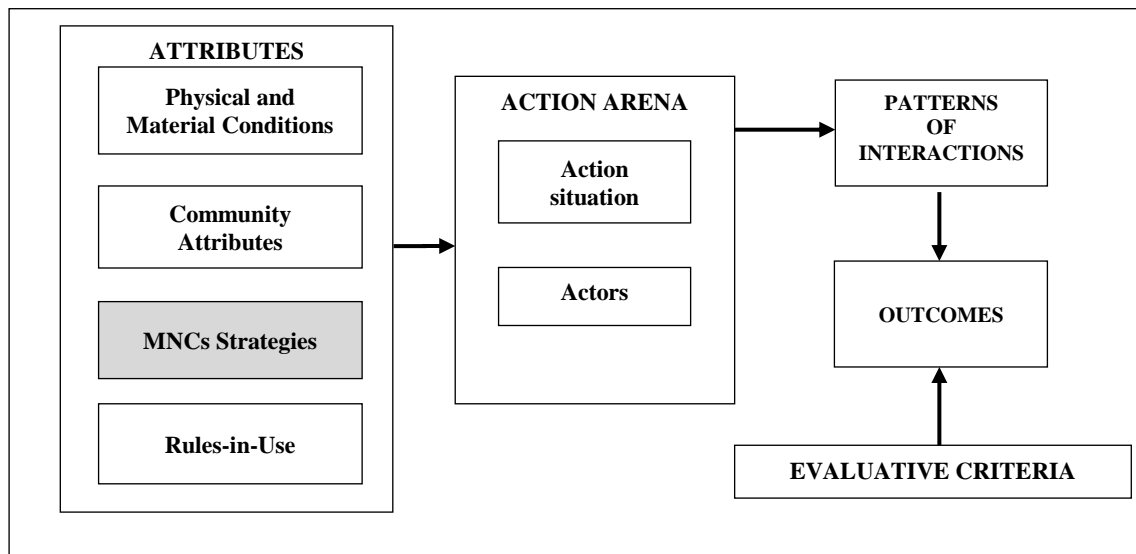 ATTRIBUTES
Physical and
Material Conditions
Community
Attributes
MNCs Strategies
Rules-in-Use
ACTION ARENA
Action
situation
Actors
PATTERNS
OF
INTERACTIONS
OUTCOMES
EVALUATIVE CRITERIA